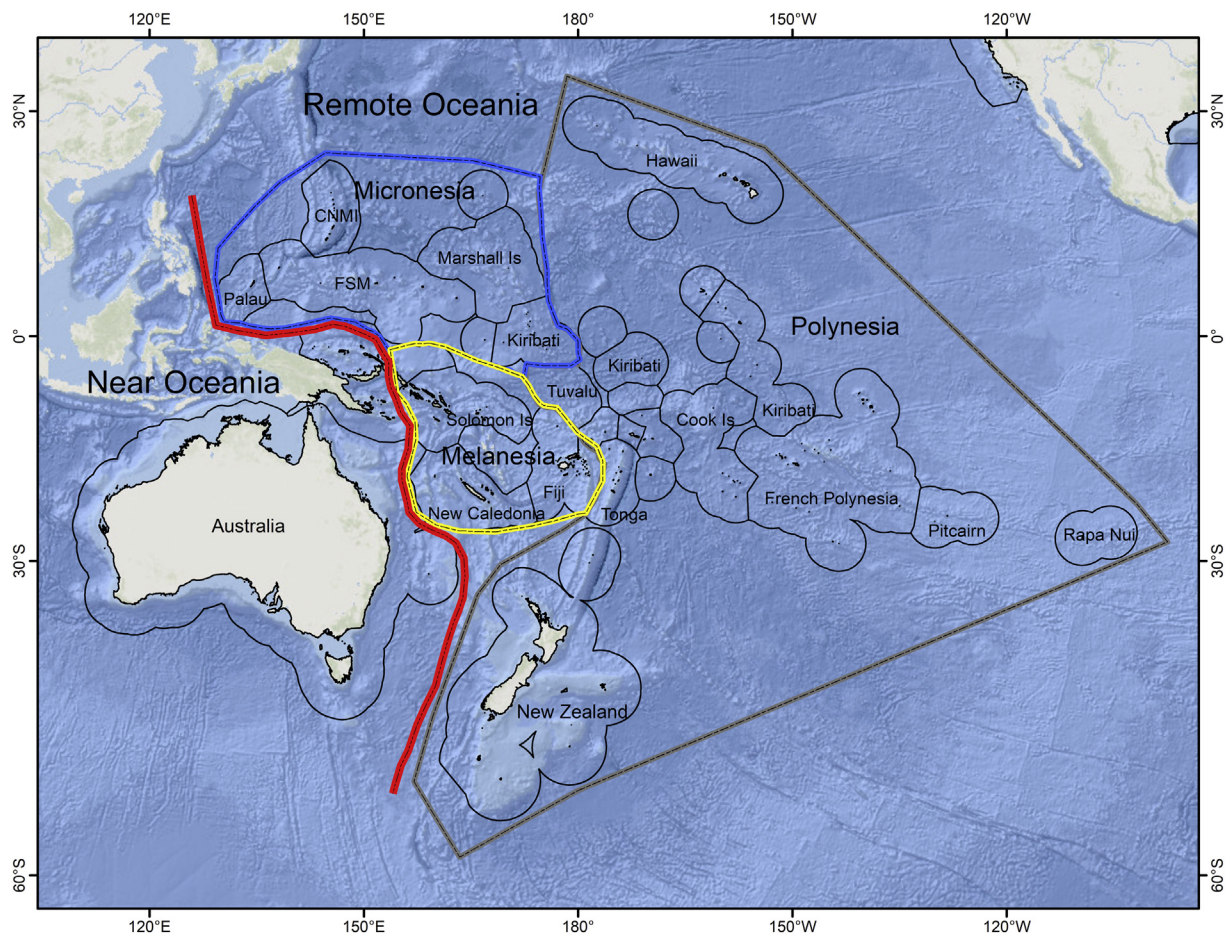 120°E 150°E 180° 150°W 120°W
30°N 30°N
Remote Oceania
Hawaii
Micronesia
CNMI
Marshall Is
FSM
Palau
Polynesia
0° 0°
Kiribati
Kiribati
Near Oceania
Tuvalu
Kiribati
Solomon Is
Cook Is
Melanesia
Fiji
French Polynesia
New Caledonia
Tonga
Australia
Pitcairn
Rapa Nui
30°S 30°S
New Zealand
60°S 60°S
120°E 150°E 180° 150°W 120°W